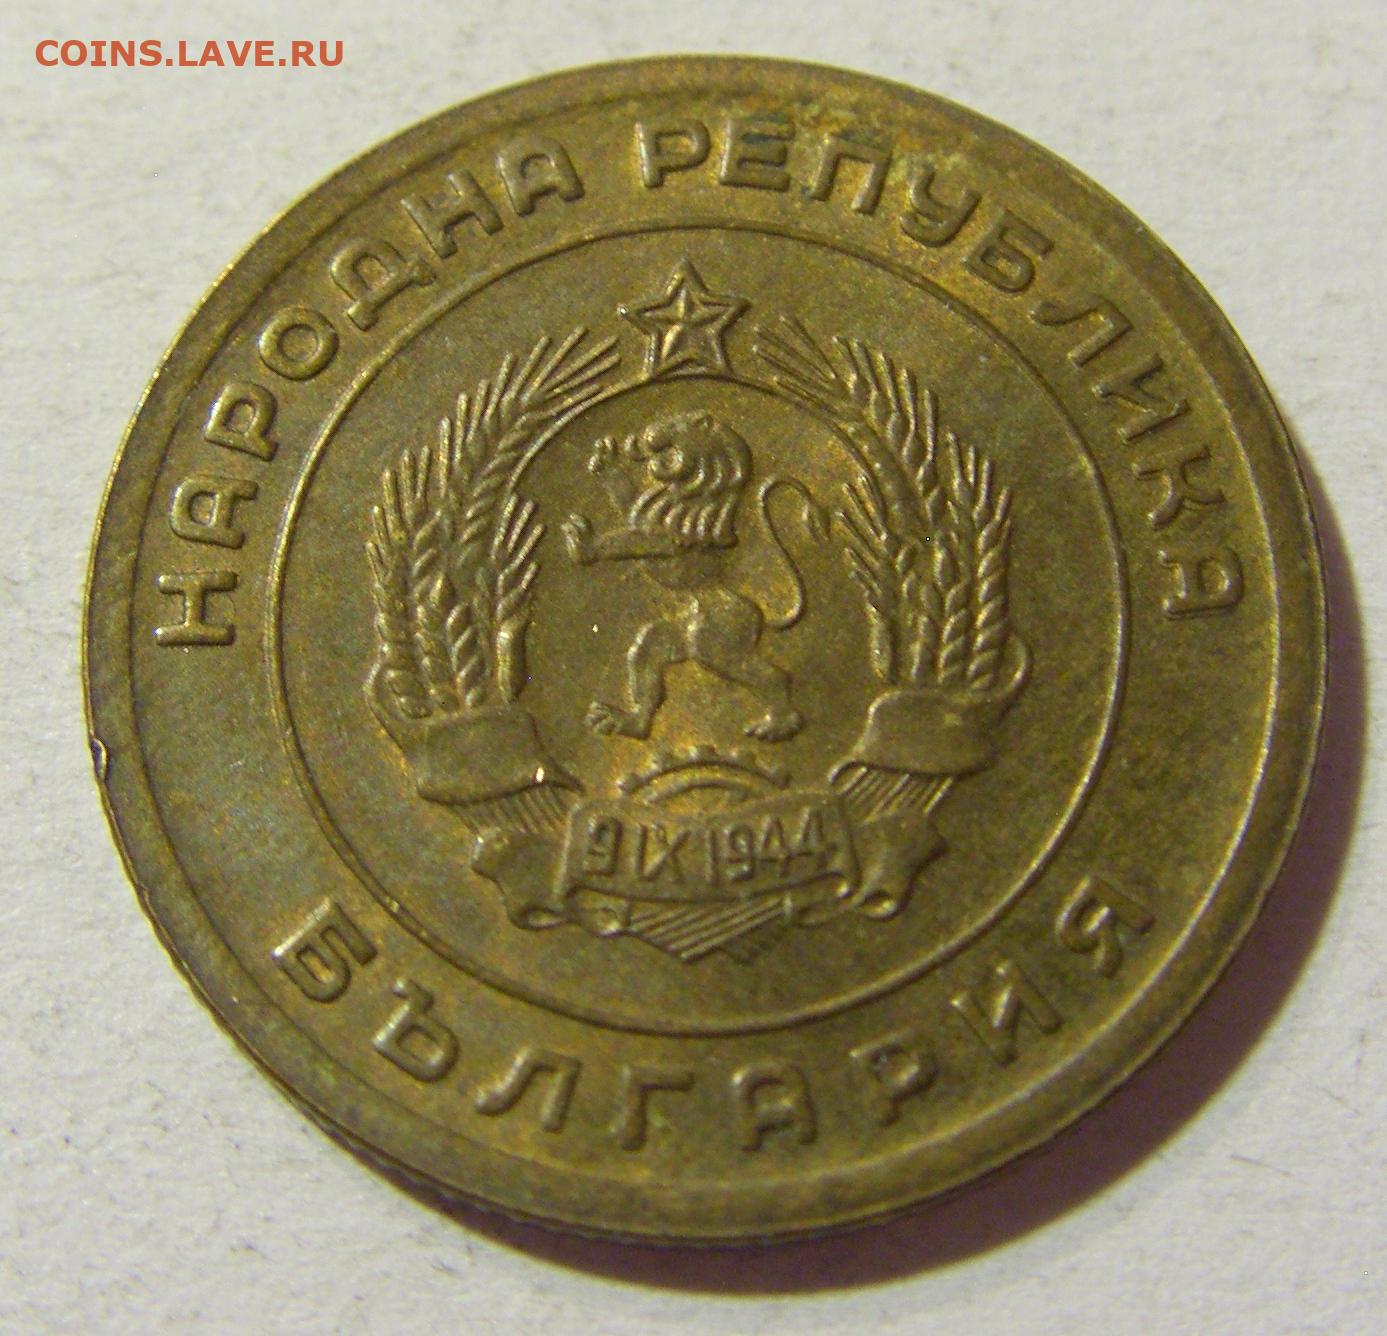 COINS.LAVE.RU
НАРОДНА РЕПУБЛИКА
9 IX 1944
БЪЛГАРИЯ